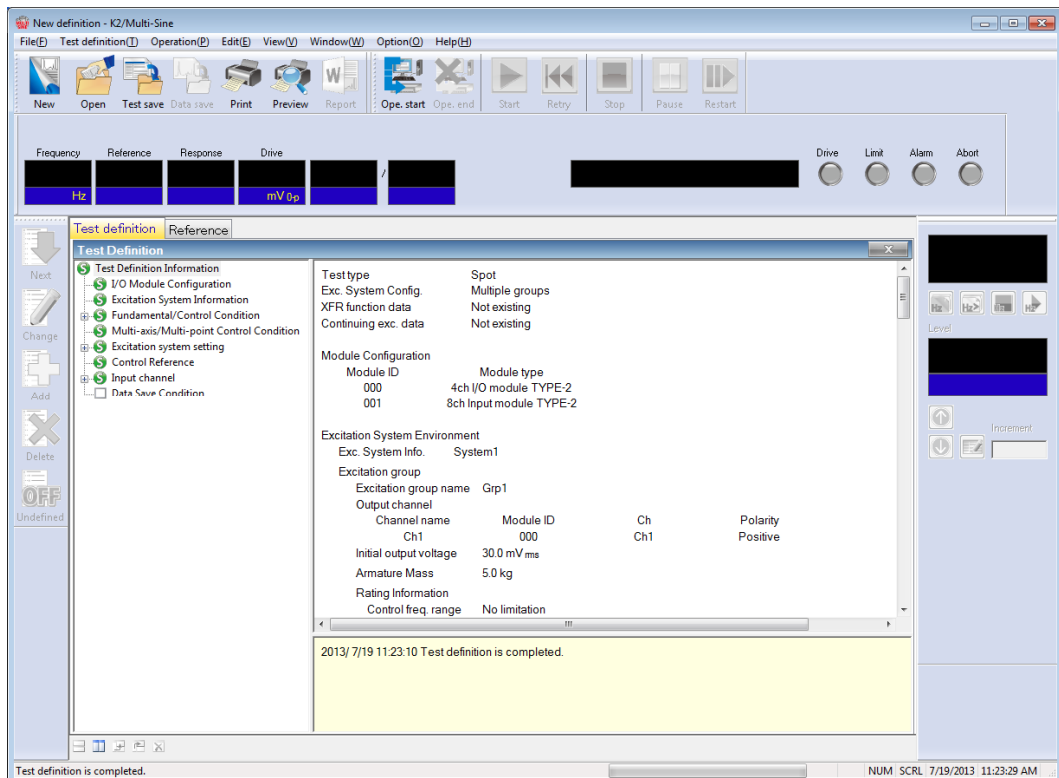 New definition - K2/Multi-Sine
File(F) Test definition(T) Operation(P) Edit(E) View(V) Window(W) Option(O) Help(H)
New Open Test save Data save Print Preview Report Ope. start Ope. end Start Retry Stop Pause Restart
Frequency Reference Response Drive Drive Limit Alarm Abort
/
Hz mV 0-p
Test definition Reference
Test Definition
Next
Change
Add
Delete
OFF
Undefined
Test Definition Information
I/O Module Configuration
Excitation System Information
Fundamental/Control Condition
Multi-axis/Multi-point Control Condition
Excitation system setting
Control Reference
Input channel
Data Save Condition
Test type Spot
Exc. System Config. Multiple groups
XFR function data Not existing
Continuing exc. data Not existing
Module Configuration
Module ID Module type
000 4ch I/O module TYPE-2
001 8ch Input module TYPE-2
Excitation System Environment
Exc. System Info. System1
Excitation group
Excitation group name Grp1
Output channel
Channel name Module ID Ch Polarity
Ch1 000 Ch1 Positive
Initial output voltage 30.0 mV rms
Armature Mass 5.0 kg
Rating Information
Control freq. range No limitation
2013/ 7/19 11:23:10 Test definition is completed.
Level
Increment
Test definition is completed. NUM SCRL 7/19/2013 11:23:29 AM